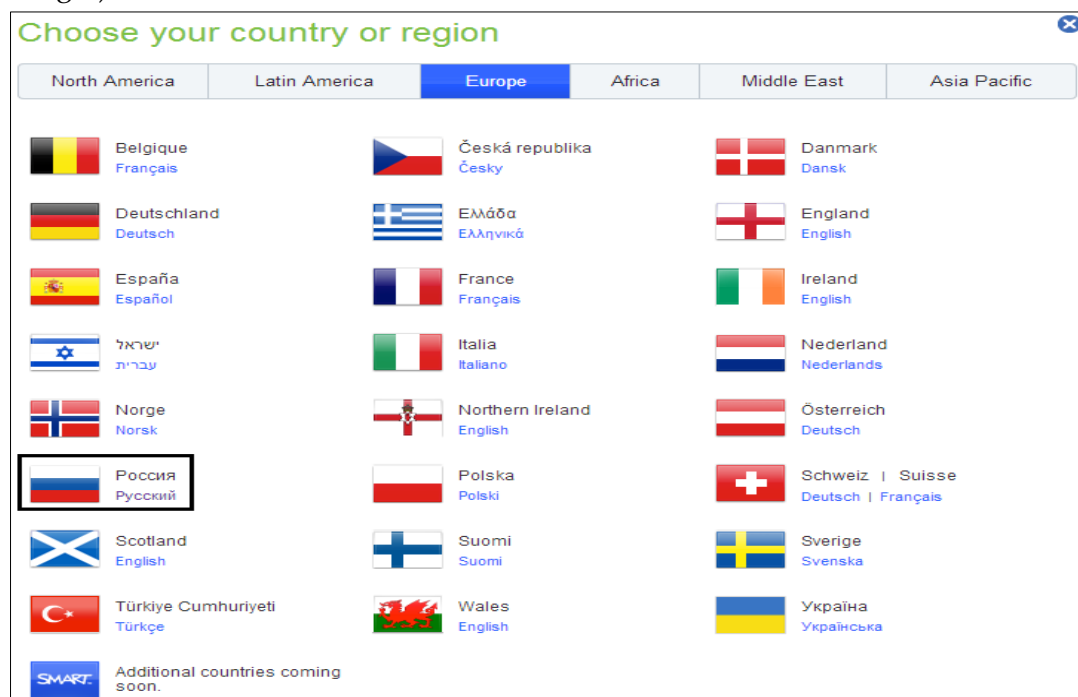 Choose your country or region
North America Latin America Europe Africa Middle East Asia Pacific
Belgique Česká republika Danmark
Français Česky Dansk
Deutschland Ελλάδα England
Deutsch Ελληνικά English
España France Ireland
Español Français English
ישראל Italia Nederland
עברית Italiano Nederlands
Norge Northern Ireland Österreich
Norsk English Deutsch
Россия Polska Schweiz | Suisse
Русский Polski Deutsch | Français
Scotland Suomi Sverige
English Suomi Svenska
Türkiye Cumhuriyeti Wales Україна
Türkçe English Українська
SMART Additional countries coming
soon.